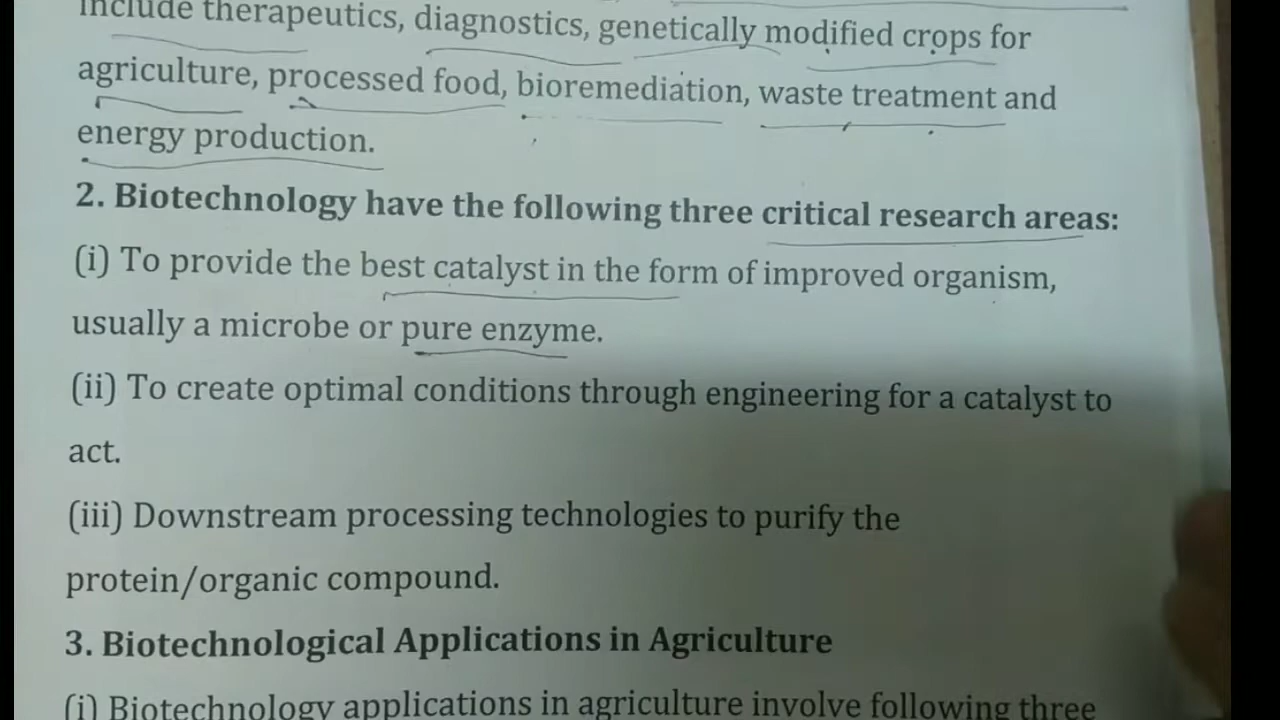 include therapeutics, diagnostics, genetically modified crops for
agriculture, processed food, bioremediation, waste treatment and
energy production.
2. Biotechnology have the following three critical research areas:
(i) To provide the best catalyst in the form of improved organism,
usually a microbe or pure enzyme.
(ii) To create optimal conditions through engineering for a catalyst to
act.
(iii) Downstream processing technologies to purify the
protein/organic compound.
3. Biotechnological Applications in Agriculture
(i) Biotechnology applications in agriculture involve following three